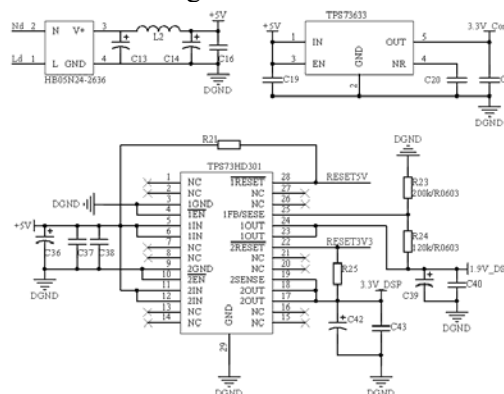 Nd 2 N V+ 3 L2 +5V
C13 C14 C16
Ld 1 L GND 4
HB05N24-2636
DGND
TPS73633
+5V 1 IN OUT 5 3.3V_Con
3 EN NR 4
GND
C19 2 C20
DGND DGND
R21
TPS73HD301
1 NC 1RESET 28 RESET5V
2 NC NC 27
DGND 3 1GND NC 26
4 1EN 1FB/SESE 25
+5V 5 1IN 1OUT 24
6 1IN 1OUT 23
7 NC 2RESET 22 RESET3V3
8 NC NC 21
9 2GND NC 20
10 2EN 2SENSE 19
11 2IN 2OUT 18
12 2IN 2OUT 17
13 NC NC 16
14 NC NC 15
GND
29
DGND
C36 C37 C38
DGND
DGND
R23
200k/R0603
R24
120k/R0603
R25
3.3V_DSP
1.9V_DS
C39 C40
DGND
C42 C43
DGND